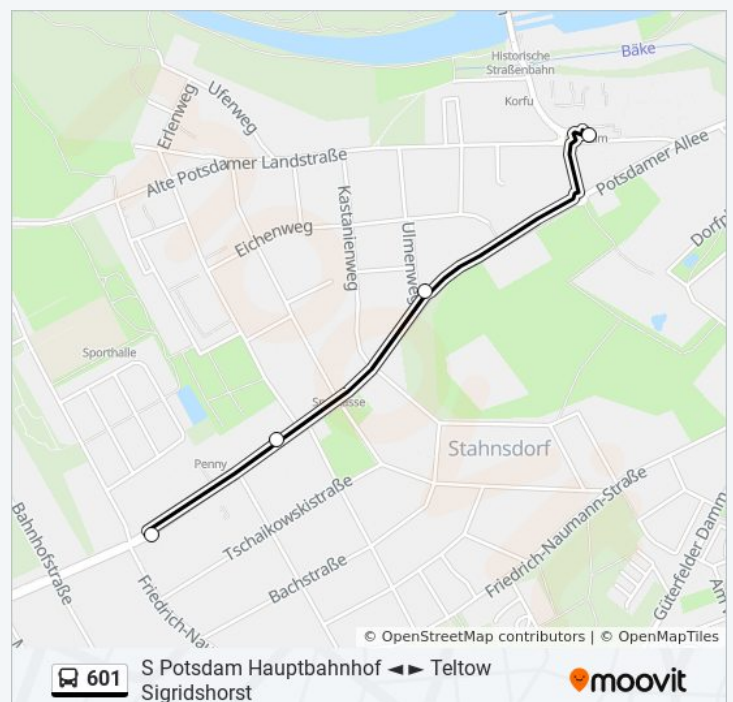 Bäke
Historische
Straßenbahn
Korfu
Uferweg
Erlenweg
Alte Potsdamer Landstraße
Potsdamer Allee
Kastanienweg
Eichenweg
Ulmenweg
Sporthalle
Penny
Stahnsdorf
Tschaikowskistraße
Bachstraße
Bahnhofstraße
Friedrich-Naumann-Straße
Güterfelder Damm
© OpenStreetMap contributors | © OpenMapTiles
601
S Potsdam Hauptbahnhof ◄► Teltow
Sigridshorst
moovit